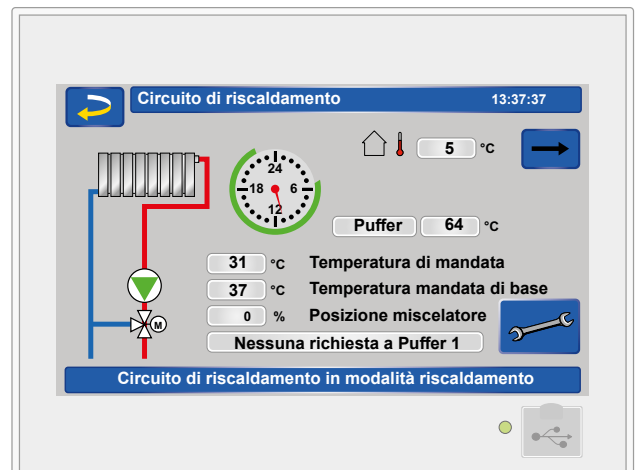 Circuito di riscaldamento 13:37:37
5 °C
24
18 6
12
Puffer 64 °C
31 °C Temperatura di mandata
37 °C Temperatura mandata di base
0 % Posizione miscelatore
M
Nessuna richiesta a Puffer 1
Circuito di riscaldamento in modalità riscaldamento